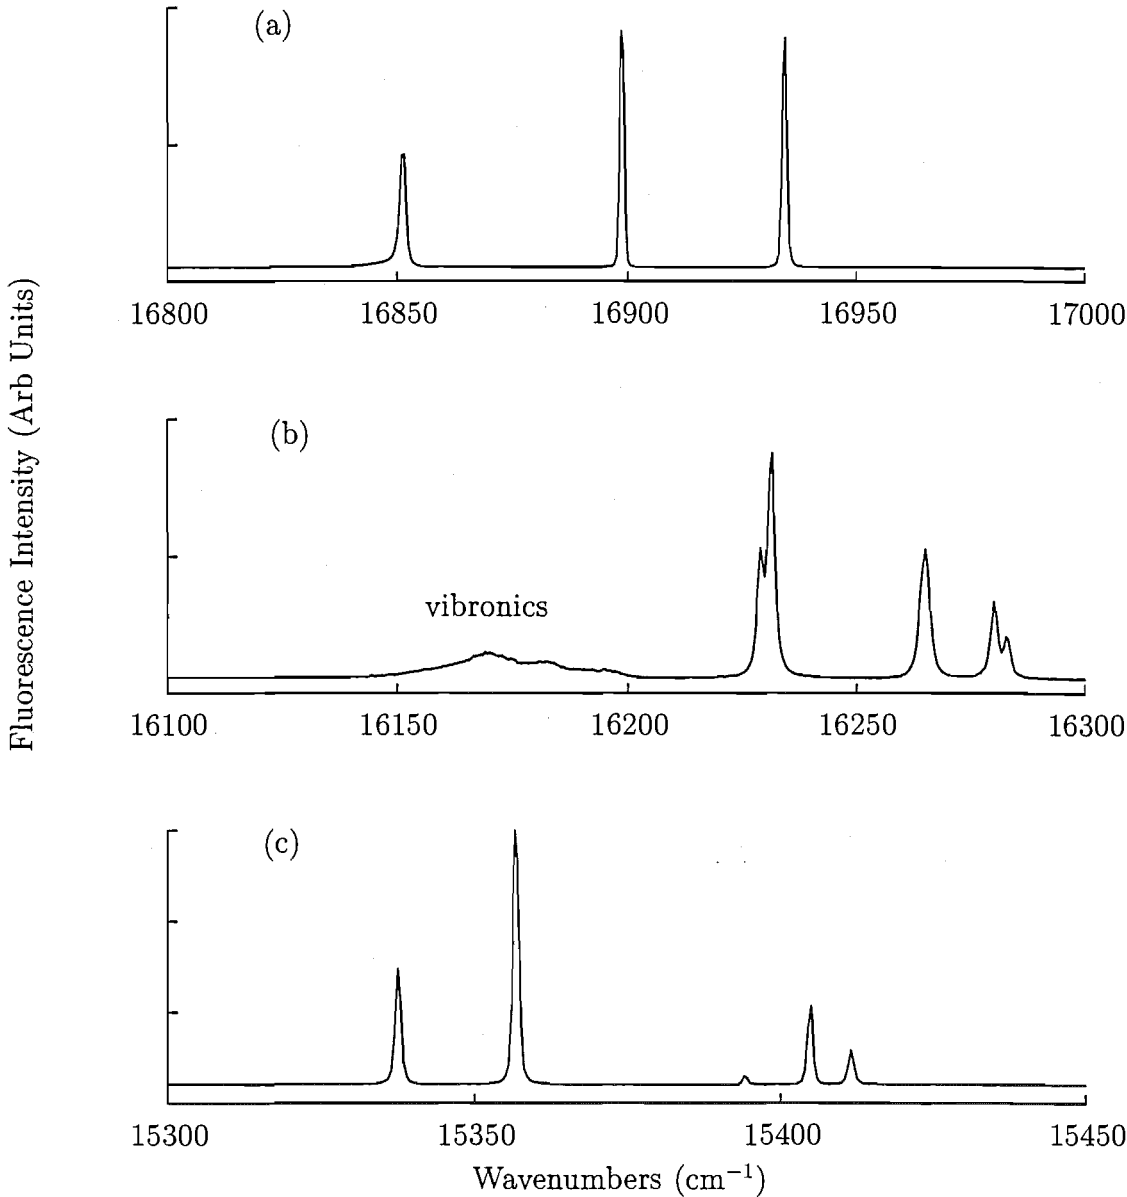 (a)
16800 16850 16900 16950 17000
Fluorescence Intensity (Arb Units)
(b)
vibronics
16100 16150 16200 16250 16300
(c)
15300 15350 15400 15450
Wavenumbers (cm⁻¹)